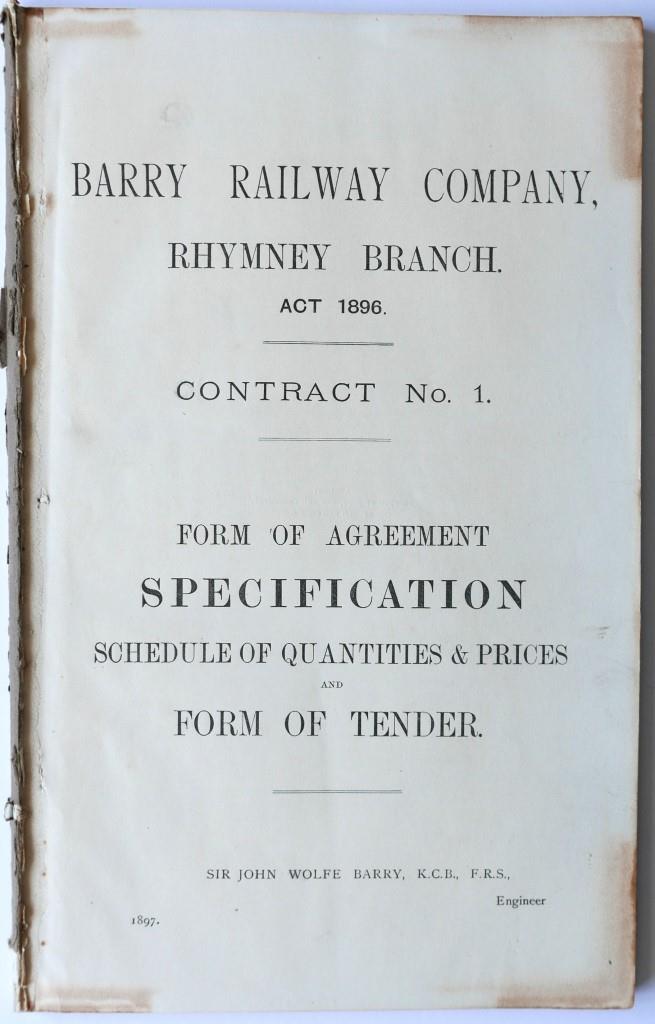 BARRY RAILWAY COMPANY,
RHYMNEY BRANCH.
ACT 1896.
CONTRACT No. 1.
FORM OF AGREEMENT
SPECIFICATION
SCHEDULE OF QUANTITIES & PRICES
AND
FORM OF TENDER.
SIR JOHN WOLFE BARRY, K.C.B., F.R.S.,
Engineer
1897.